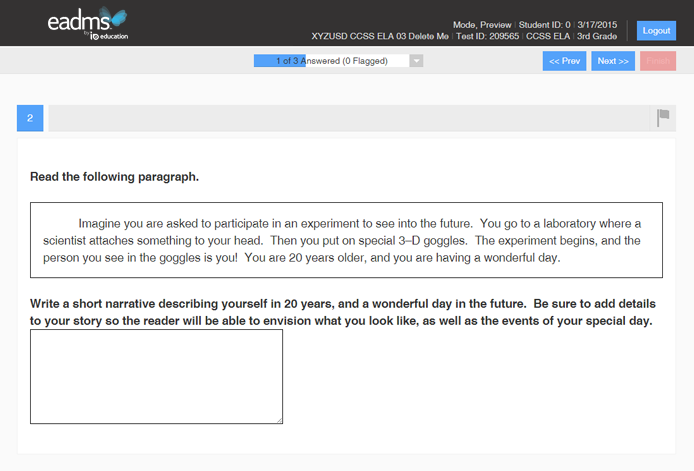 eadms
by io education
Mode, Preview | Student ID: 0 | 3/17/2015
XYZUSD CCSS ELA 03 Delete Me | Test ID: 209565 | CCSS ELA | 3rd Grade
Logout
1 of 3 Answered (0 Flagged)
<< Prev
Next >>
Finish
2
Read the following paragraph.
Imagine you are asked to participate in an experiment to see into the future. You go to a laboratory where a
scientist attaches something to your head. Then you put on special 3–D goggles. The experiment begins, and the
person you see in the goggles is you! You are 20 years older, and you are having a wonderful day.
Write a short narrative describing yourself in 20 years, and a wonderful day in the future. Be sure to add details
to your story so the reader will be able to envision what you look like, as well as the events of your special day.